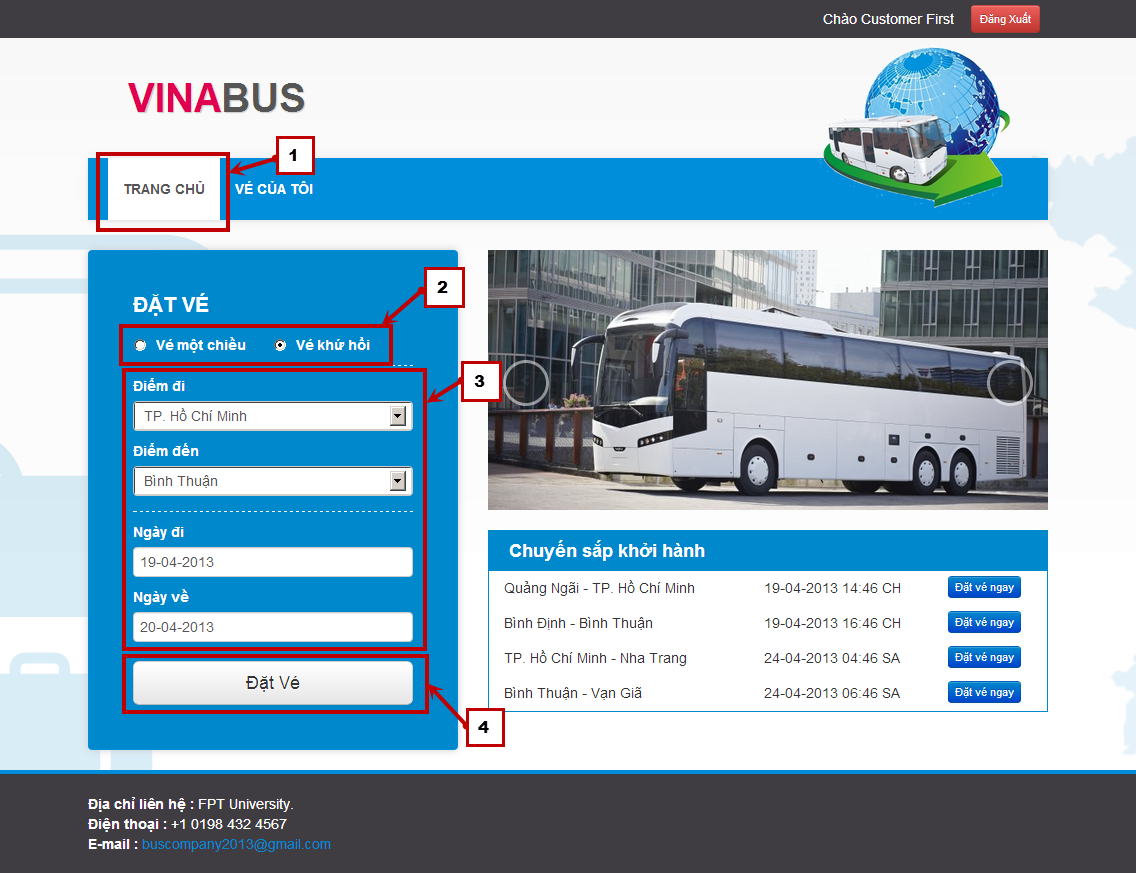 Chào Customer First Đăng Xuất
VINABUS
1
TRANG CHỦ VÉ CỦA TÔI
2
ĐẶT VÉ
Vé một chiều Vé khứ hồi
3
Điểm đi
TP. Hồ Chí Minh
Điểm đến
Bình Thuận
Ngày đi
19-04-2013
Ngày về
20-04-2013
Đặt Vé
4
Chuyến sắp khởi hành
Quảng Ngãi - TP. Hồ Chí Minh 19-04-2013 14:46 CH Đặt vé ngay
Bình Định - Bình Thuận 19-04-2013 16:46 CH Đặt vé ngay
TP. Hồ Chí Minh - Nha Trang 24-04-2013 04:46 SA Đặt vé ngay
Bình Thuận - Vạn Giã 24-04-2013 06:46 SA Đặt vé ngay
Địa chỉ liên hệ : FPT University.
Điện thoại : +1 0198 432 4567
E-mail : buscompany2013@gmail.com